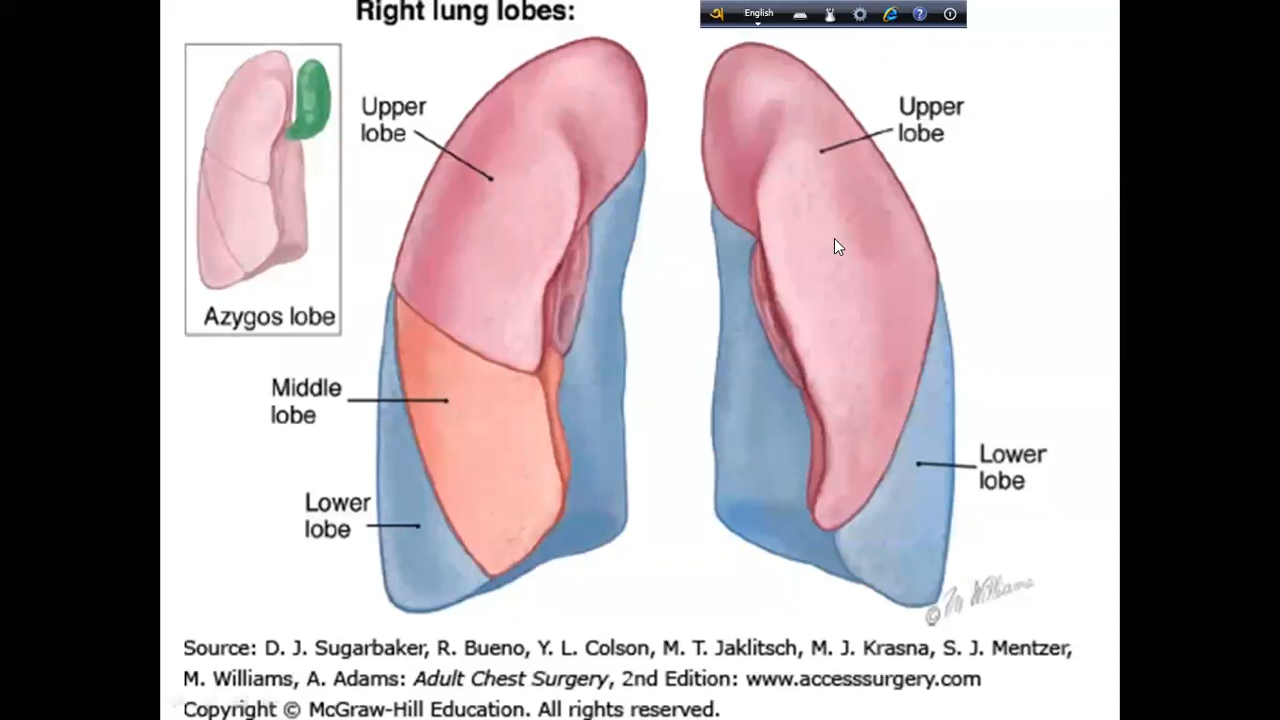 Right lung lobes:
অ
English
Upper
lobe
Upper
lobe
Azygos lobe
Middle
lobe
Lower
lobe
Lower
lobe
Source: D. J. Sugarbaker, R. Bueno, Y. L. Colson, M. T. Jaklitsch, M. J. Krasna, S. J. Mentzer,
M. Williams, A. Adams: Adult Chest Surgery, 2nd Edition: www.accesssurgery.com
Copyright © McGraw-Hill Education. All rights reserved.
© M Williams